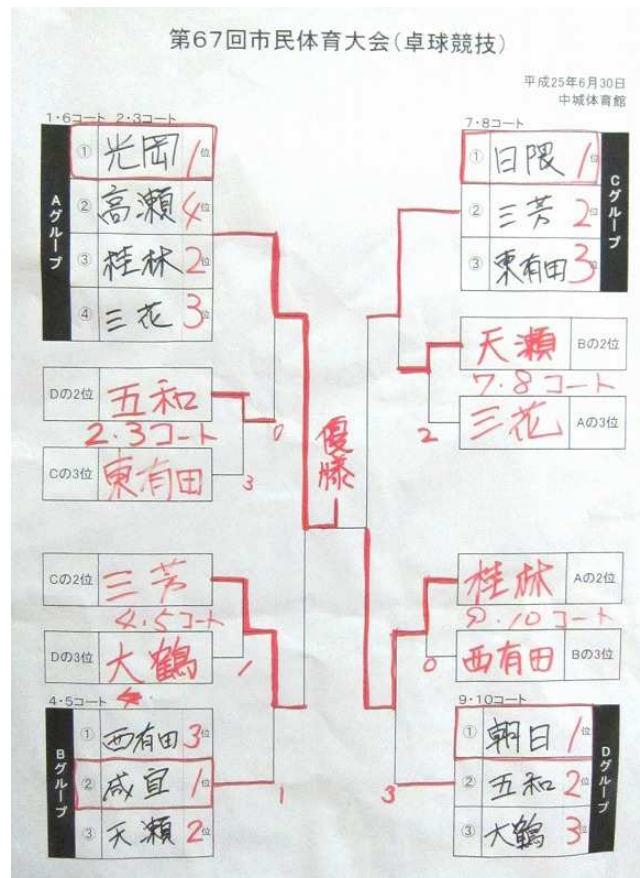 第67回市民体育大会(卓球競技)
平成25年6月30日
中城体育館
1・6コート 2・3コート
Aグループ
① 光岡 1位
② 高瀬 4位
③ 桂林 2位
④ 三花 3位
7・8コート
Cグループ
① 日隈 1位
② 三芳 2位
③ 東有田 3位
Dの2位 五和
2・3コート
0
Cの3位 東有田
3
天瀬 Bの2位
7・8コート
三花 Aの3位
2
優勝
Cの2位 三芳
4・5コート
Dの3位 大鶴
1
桂林 Aの2位
9・10コート
西有田 Bの3位
0
4・5コート
Bグループ
① 西有田 3位
② 咸宜 1位
③ 天瀬 2位
1
9・10コート
Dグループ
① 朝日 1位
② 五和 2位
③ 大鶴 3位
3